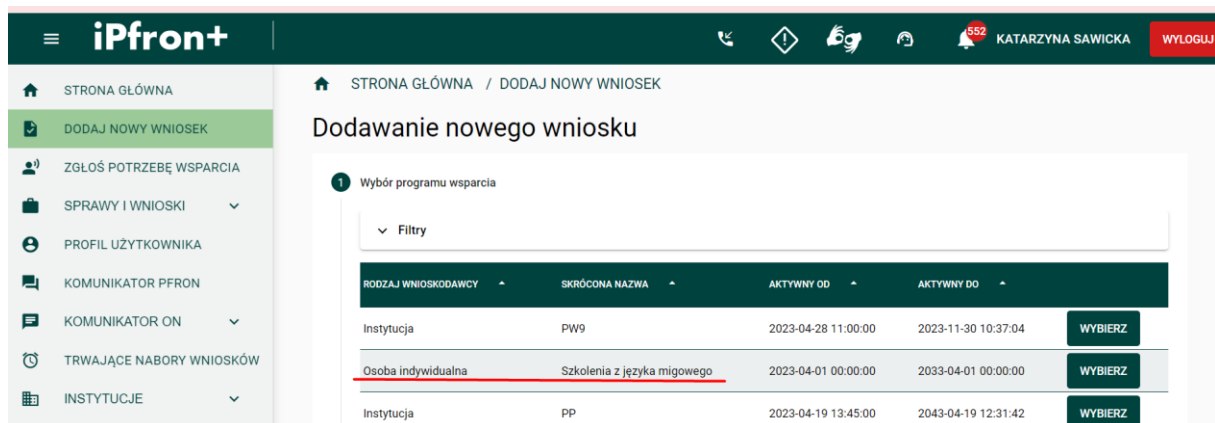 iPfron+
552
KATARZYNA SAWICKA
WYLOGUJ
STRONA GŁÓWNA
DODAJ NOWY WNIOSEK
ZGŁOŚ POTRZEBĘ WSPARCIA
SPRAWY I WNIOSKI
PROFIL UŻYTKOWNIKA
KOMUNIKATOR PFRON
KOMUNIKATOR ON
TRWAJĄCE NABORY WNIOSKÓW
INSTYTUCJE
STRONA GŁÓWNA / DODAJ NOWY WNIOSEK
Dodawanie nowego wniosku
1 Wybór programu wsparcia
Filtry
RODZAJ WNIOSKODAWCY SKRÓCONA NAZWA AKTYWNY OD AKTYWNY DO
Instytucja PW9 2023-04-28 11:00:00 2023-11-30 10:37:04 WYBIERZ
Osoba indywidualna Szkolenia z języka migowego 2023-04-01 00:00:00 2033-04-01 00:00:00 WYBIERZ
Instytucja PP 2023-04-19 13:45:00 2043-04-19 12:31:42 WYBIERZ